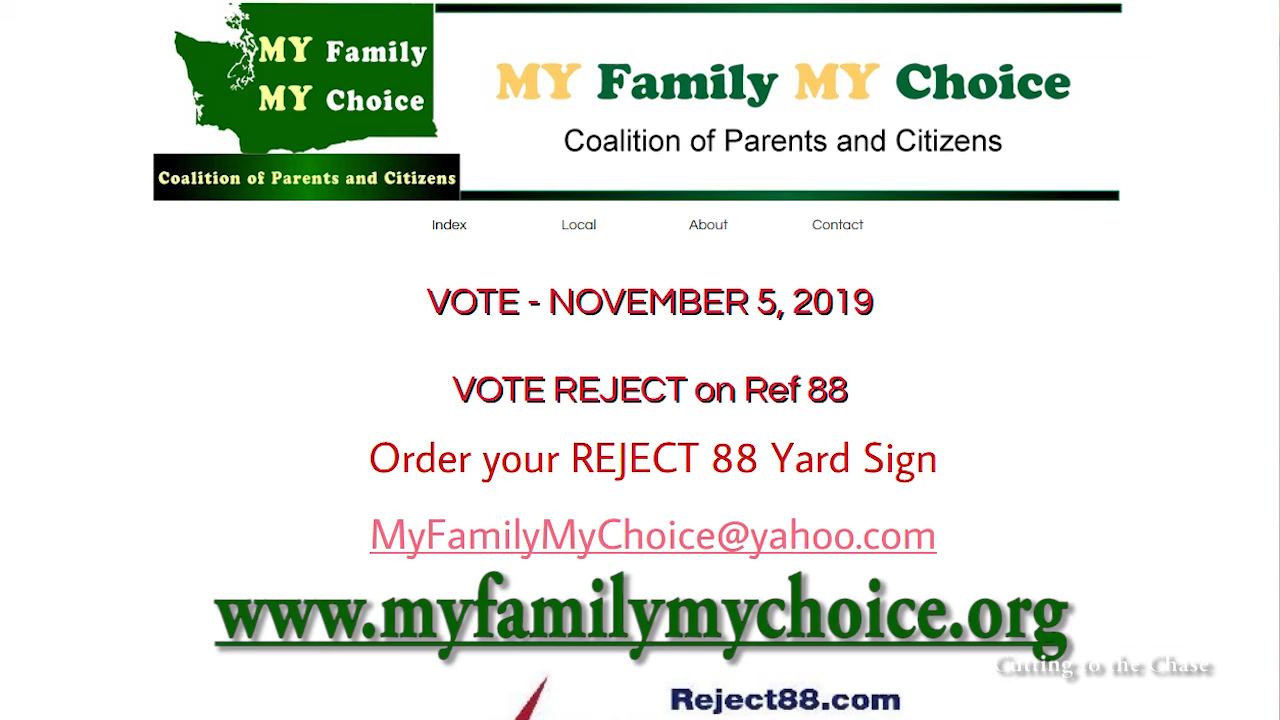 MY Family
MY Choice
Coalition of Parents and Citizens
MY Family MY Choice
Coalition of Parents and Citizens
Index Local About Contact
VOTE - NOVEMBER 5, 2019
VOTE REJECT on Ref 88
Order your REJECT 88 Yard Sign
MyFamilyMyChoice@yahoo.com
www.myfamilymychoice.org
Cutting to the Chase
Reject88.com